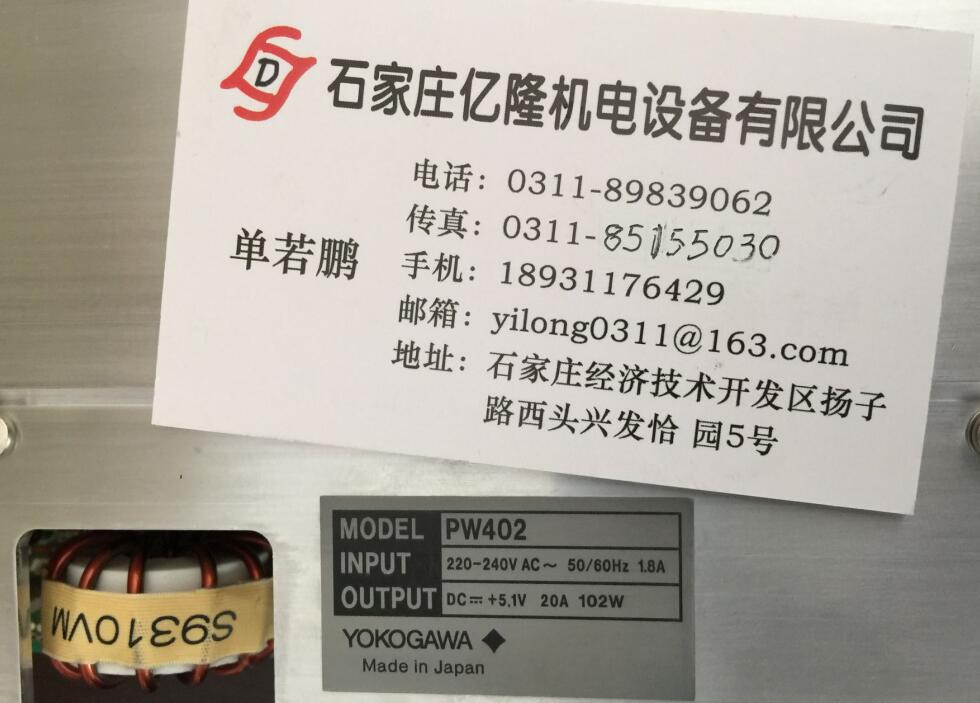 D
石家庄亿隆机电设备有限公司
电话：0311-89839062
传真：0311-85155030
单若鹏
手机：18931176429
邮箱：yilong0311@163.com
地址：石家庄经济技术开发区扬子
路西头兴发恰 园5号
MODEL PW402
INPUT 220-240V AC~ 50/60Hz 1.8A
OUTPUT DC⎓ +5.1V 20A 102W
YOKOGAWA ◆
Made in Japan
S9310VM